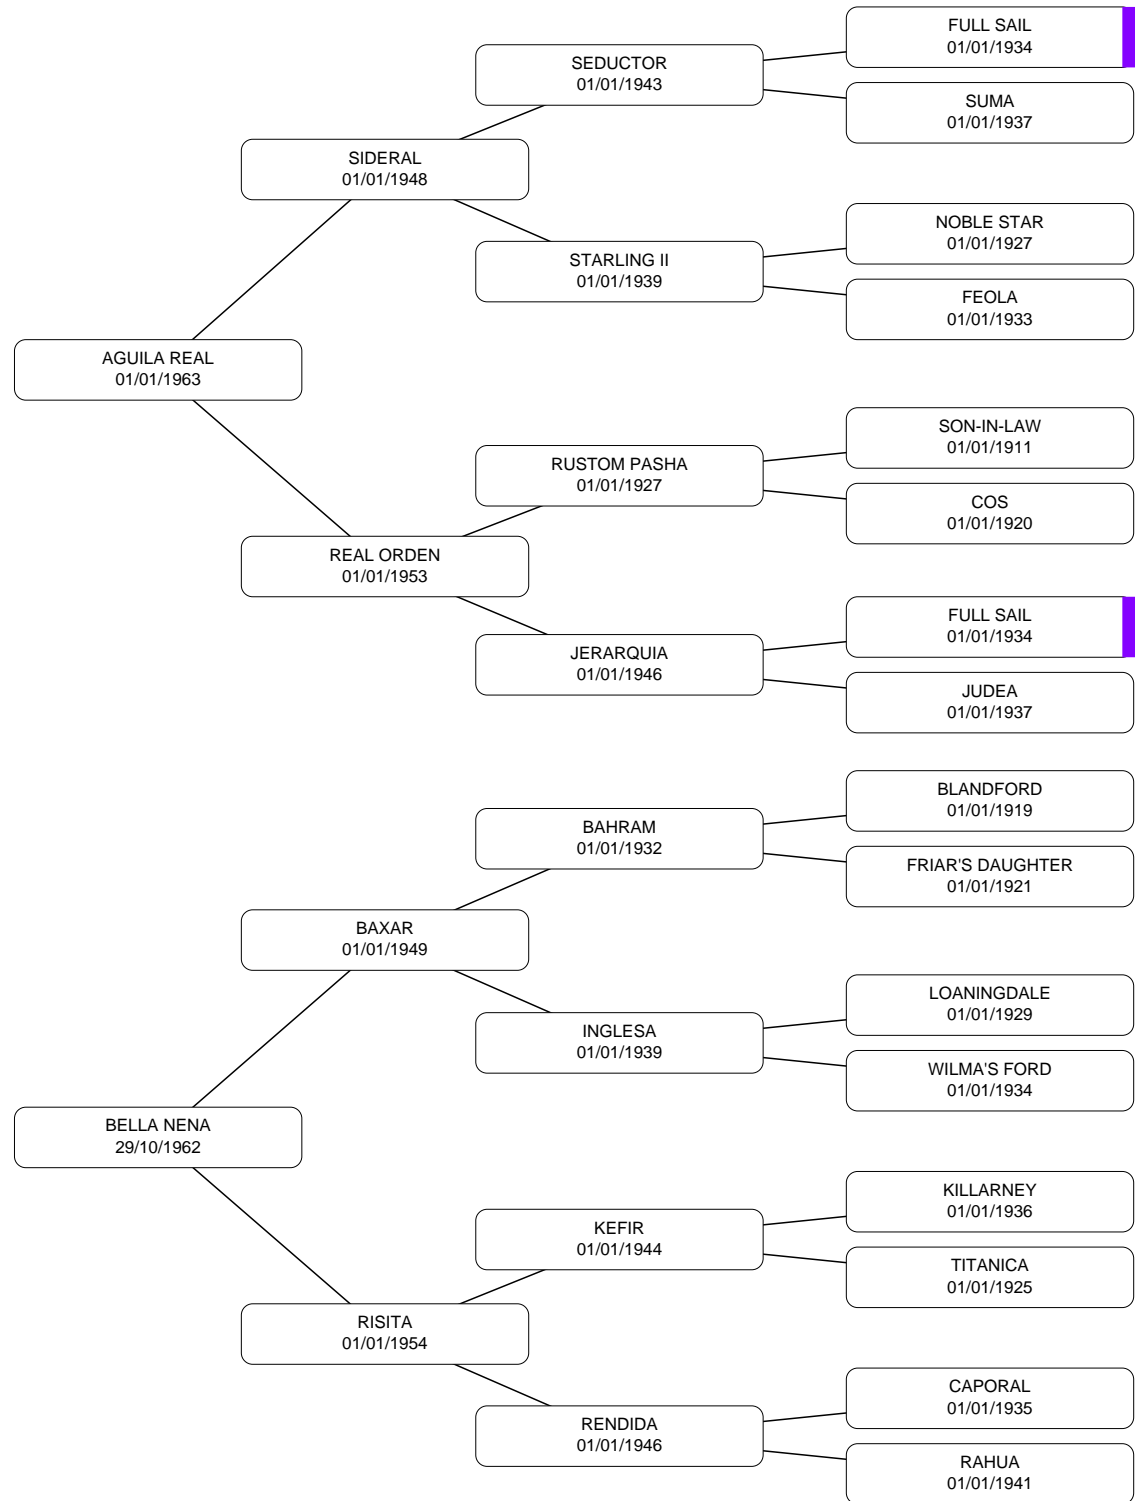 FULL SAIL
01/01/1934
SEDUCTOR
01/01/1943
SUMA
01/01/1937
SIDERAL
01/01/1948
NOBLE STAR
01/01/1927
STARLING II
01/01/1939
FEOLA
01/01/1933
AGUILA REAL
01/01/1963
SON-IN-LAW
01/01/1911
RUSTOM PASHA
01/01/1927
COS
01/01/1920
REAL ORDEN
01/01/1953
FULL SAIL
01/01/1934
JERARQUIA
01/01/1946
JUDEA
01/01/1937
BLANDFORD
01/01/1919
BAHRAM
01/01/1932
FRIAR'S DAUGHTER
01/01/1921
BAXAR
01/01/1949
LOANINGDALE
01/01/1929
INGLESA
01/01/1939
WILMA'S FORD
01/01/1934
BELLA NENA
29/10/1962
KILLARNEY
01/01/1936
KEFIR
01/01/1944
TITANICA
01/01/1925
RISITA
01/01/1954
CAPORAL
01/01/1935
RENDIDA
01/01/1946
RAHUA
01/01/1941